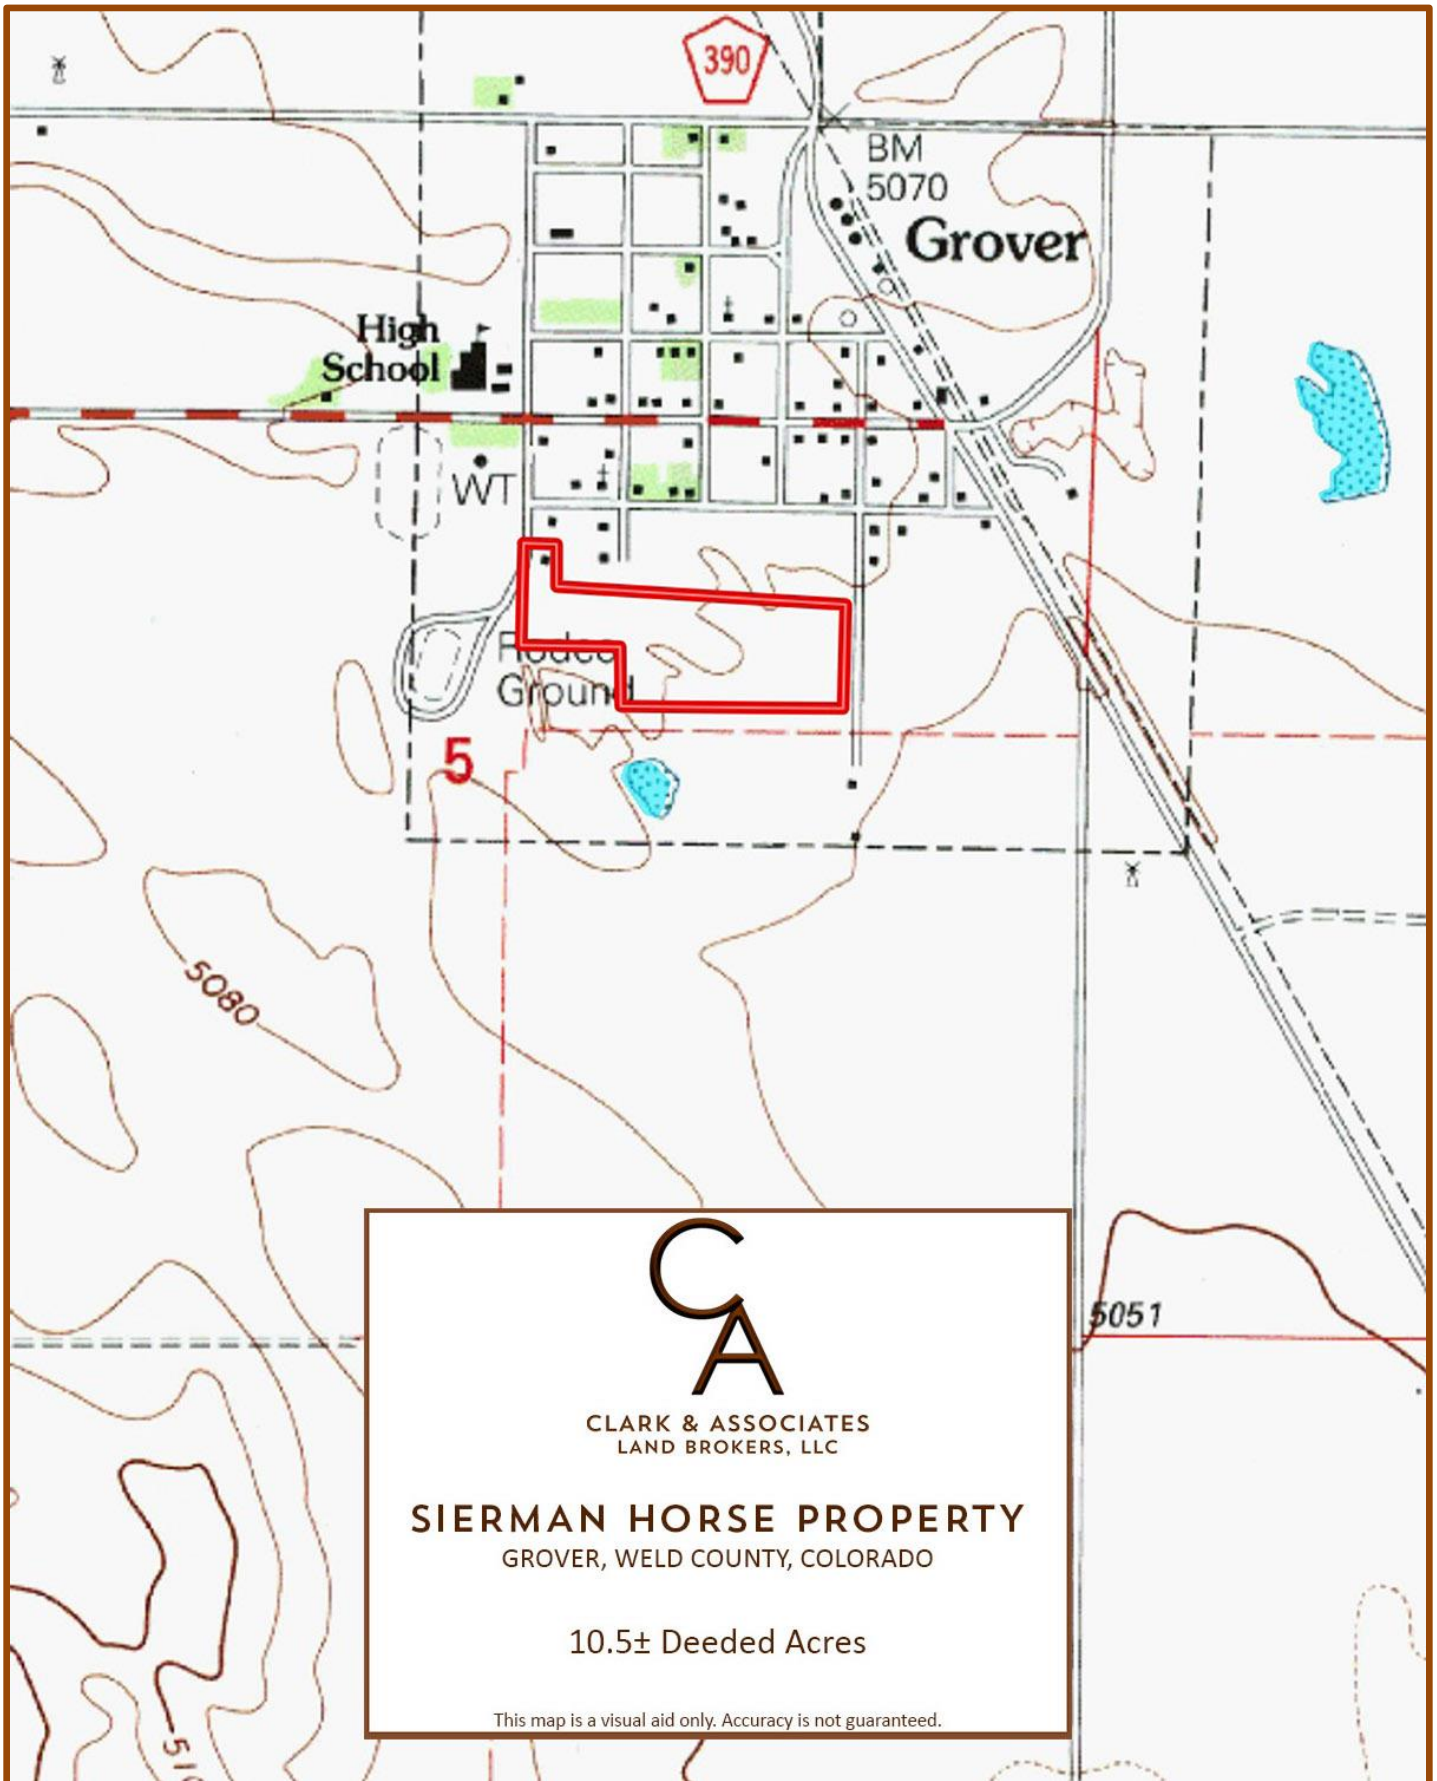 390
BM
5070
Grover
High
School
WT
Rodeo
Ground
5
5080
5051
CA
CLARK & ASSOCIATES
LAND BROKERS, LLC
SIERMAN HORSE PROPERTY
GROVER, WELD COUNTY, COLORADO
10.5± Deeded Acres
This map is a visual aid only. Accuracy is not guaranteed.